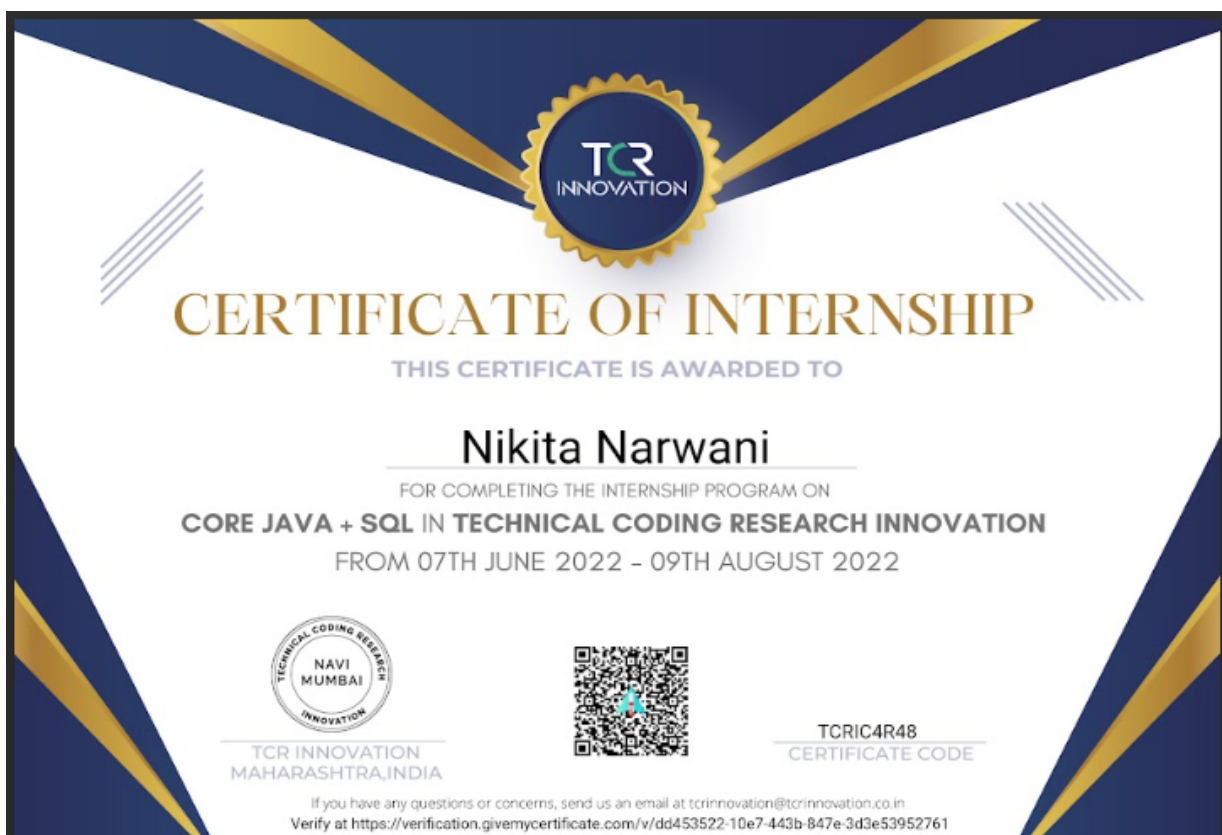 TCR
INNOVATION
CERTIFICATE OF INTERNSHIP
THIS CERTIFICATE IS AWARDED TO
Nikita Narwani
FOR COMPLETING THE INTERNSHIP PROGRAM ON
CORE JAVA + SQL IN TECHNICAL CODING RESEARCH INNOVATION
FROM 07TH JUNE 2022 - 09TH AUGUST 2022
TECHNICAL CODING RESEARCH
NAVI
MUMBAI
INNOVATION
TCR INNOVATION
MAHARASHTRA,INDIA
TCRIC4R48
CERTIFICATE CODE
If you have any questions or concerns, send us an email at tcrinnovation@tcrinnovation.co.in
Verify at https://verification.givemycertificate.com/v/dd453522-10e7-443b-847e-3d3e53952761